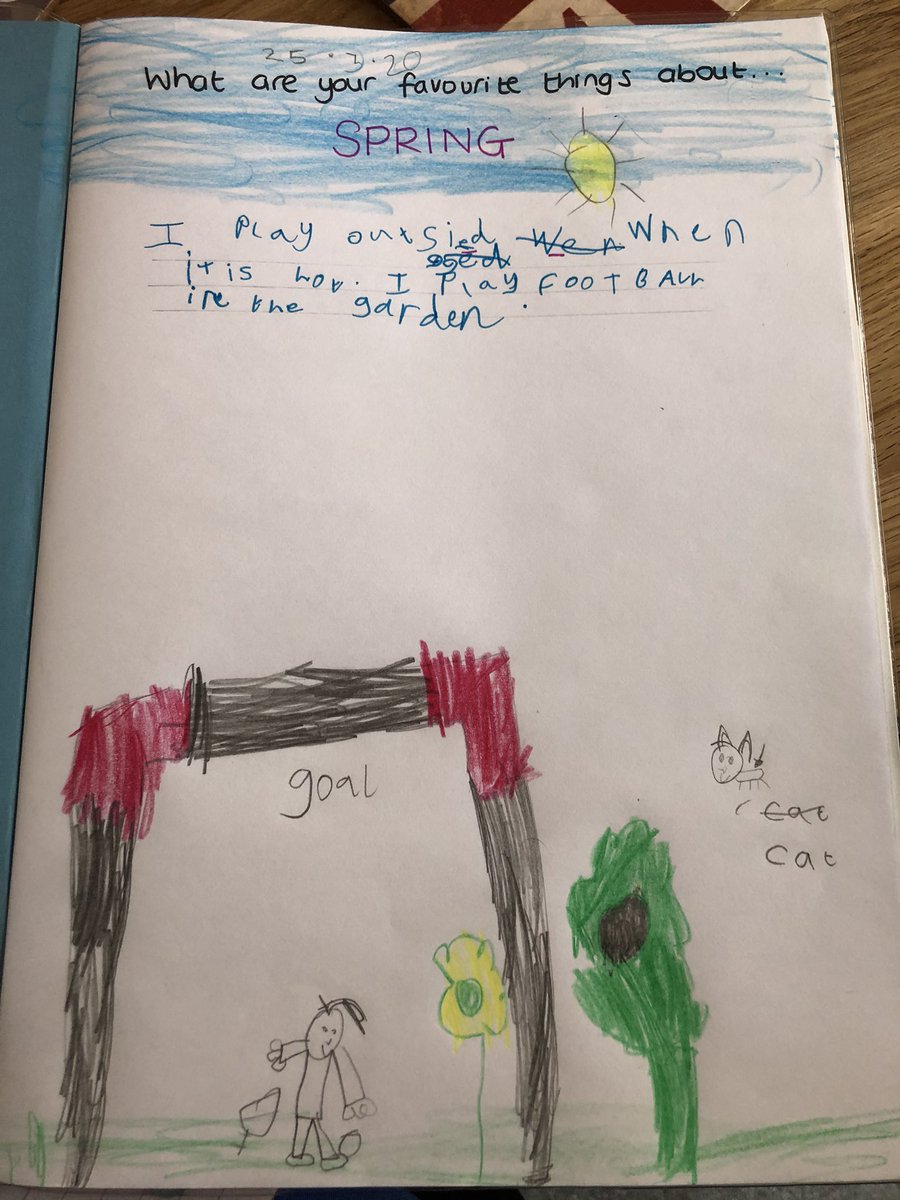 25.3.20
What are your favourite things about...
SPRING
I Play outsied Wen When
it is hot. I Play FOOTBALL
in the garden.
goal
cat
cat